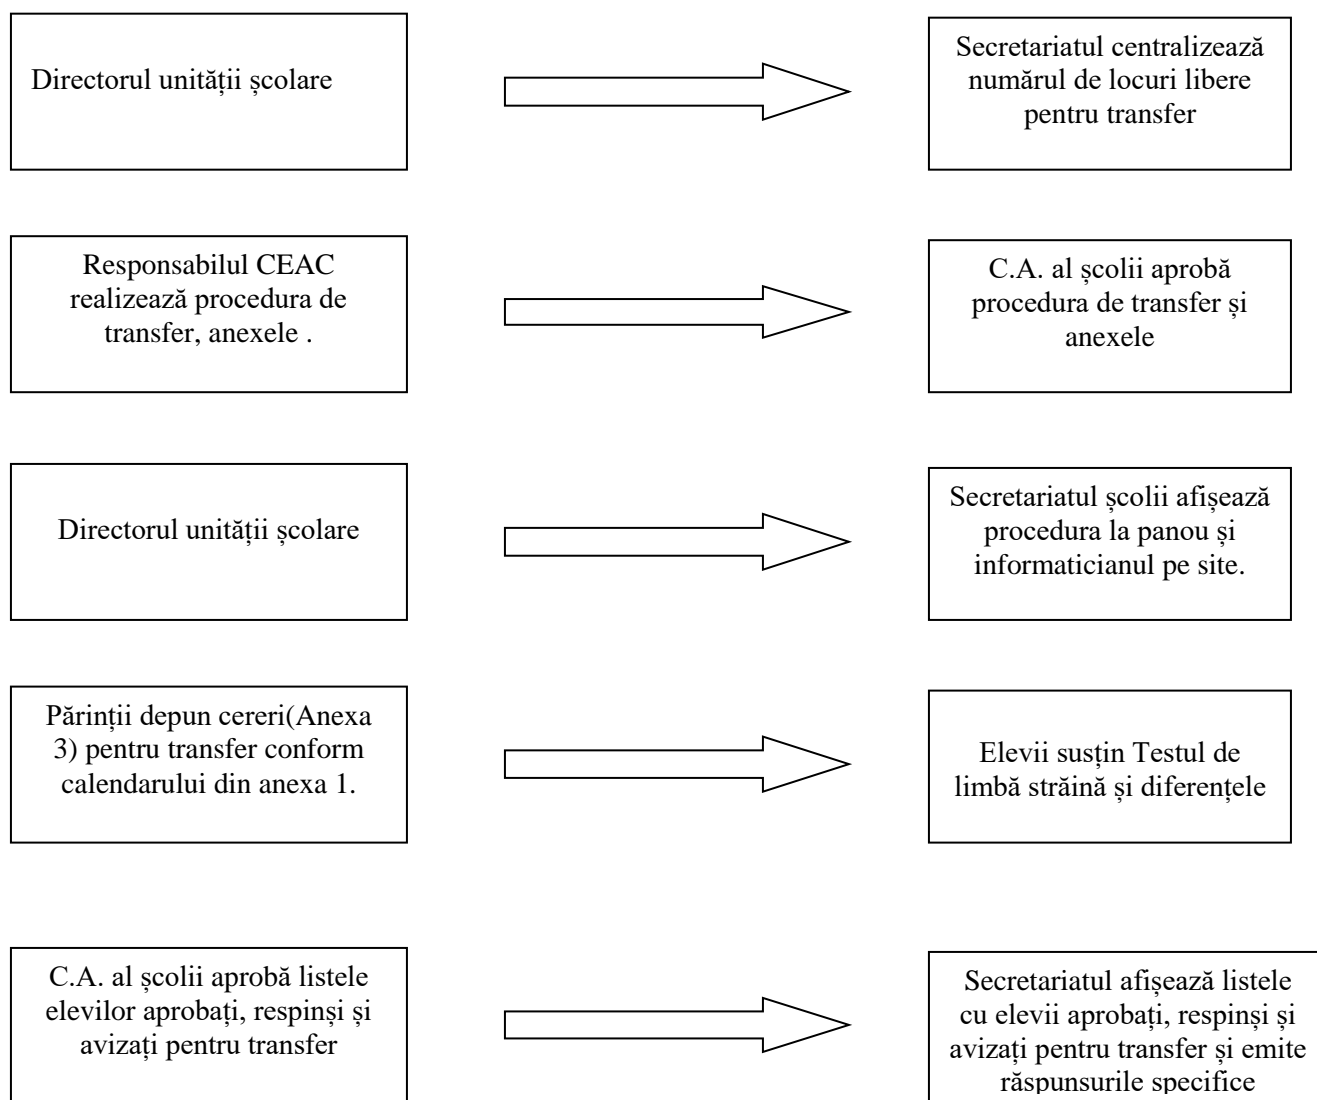 Directorul unității școlare
Secretariatul centralizează
numărul de locuri libere
pentru transfer
Responsabilul CEAC
realizează procedura de
transfer, anexele .
C.A. al școlii aprobă
procedura de transfer și
anexele
Directorul unității școlare
Secretariatul școlii afișează
procedura la panou și
informaticianul pe site.
Părinții depun cereri(Anexa
3) pentru transfer conform
calendarului din anexa 1.
Elevii susțin Testul de
limbă străină și diferențele
C.A. al școlii aprobă listele
elevilor aprobați, respinși și
avizați pentru transfer
Secretariatul afișează listele
cu elevii aprobați, respinși și
avizați pentru transfer și emite
răspunsurile specifice